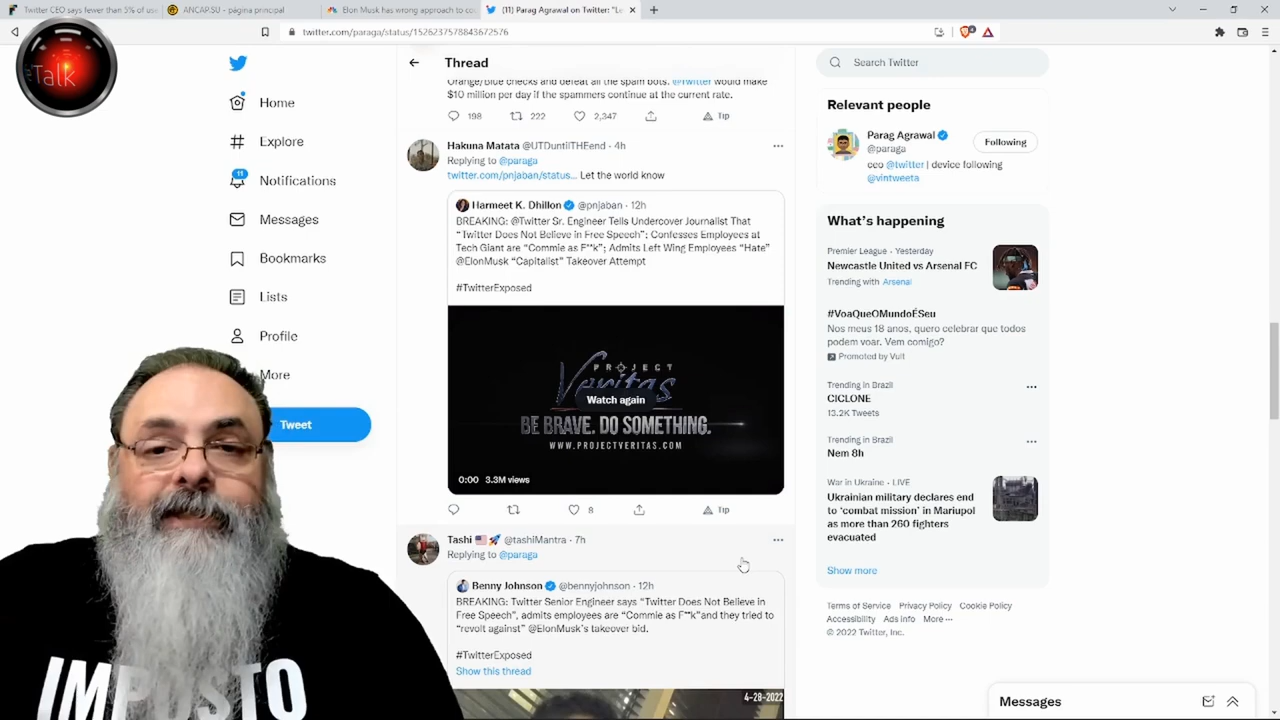 Twitter CEO says fewer than 5% of use
ANCAP.SU - página principal
Elon Musk has wrong approach to co
(11) Parag Agrawal on Twitter: "Le
twitter.com/paraga/status/1526237578843672576
Talk
Home
Explore
11
Notifications
Messages
Bookmarks
Lists
Profile
More
Tweet
Thread
Orange/Blue checks and defeat all the spam bots. @Twitter would make
$10 million per day if the spammers continue at the current rate.
198
222
2,347
Tip
Hakuna Matata @UTDuntilTHEend · 4h
Replying to @paraga
twitter.com/pnjaban/status... Let the world know
Harmeet K. Dhillon @pnjaban · 12h
BREAKING: @Twitter Sr. Engineer Tells Undercover Journalist That
"Twitter Does Not Believe in Free Speech"; Confesses Employees at
Tech Giant are "Commie as F**k"; Admits Left Wing Employees "Hate"
@ElonMusk "Capitalist" Takeover Attempt
#TwitterExposed
PROJECT
Veritas
Watch again
BE BRAVE. DO SOMETHING.
WWW.PROJECTVERITAS.COM
0:00 3.3M views
8
Tip
Tashi @tashiMantra · 7h
Replying to @paraga
Benny Johnson @bennyjohnson · 12h
BREAKING: Twitter Senior Engineer says "Twitter Does Not Believe in
Free Speech", admits employees are "Commie as F**k"and they tried to
"revolt against" @ElonMusk's takeover bid.
#TwitterExposed
Show this thread
4-28-2022
Search Twitter
Relevant people
Parag Agrawal
@paraga
Following
ceo @twitter | device following
@vintweeta
What's happening
Premier League · Yesterday
Newcastle United vs Arsenal FC
Trending with Arsenal
#VoaQueOMundoÉSeu
Nos meus 18 anos, quero celebrar que todos
podem voar. Vem comigo?
Promoted by Vult
Trending in Brazil
CICLONE
13.2K Tweets
Trending in Brazil
Nem 8h
War in Ukraine · LIVE
Ukrainian military declares end
to 'combat mission' in Mariupol
as more than 260 fighters
evacuated
Show more
Terms of Service Privacy Policy Cookie Policy
Accessibility Ads info More ···
© 2022 Twitter, Inc.
Messages
IMPOSTO